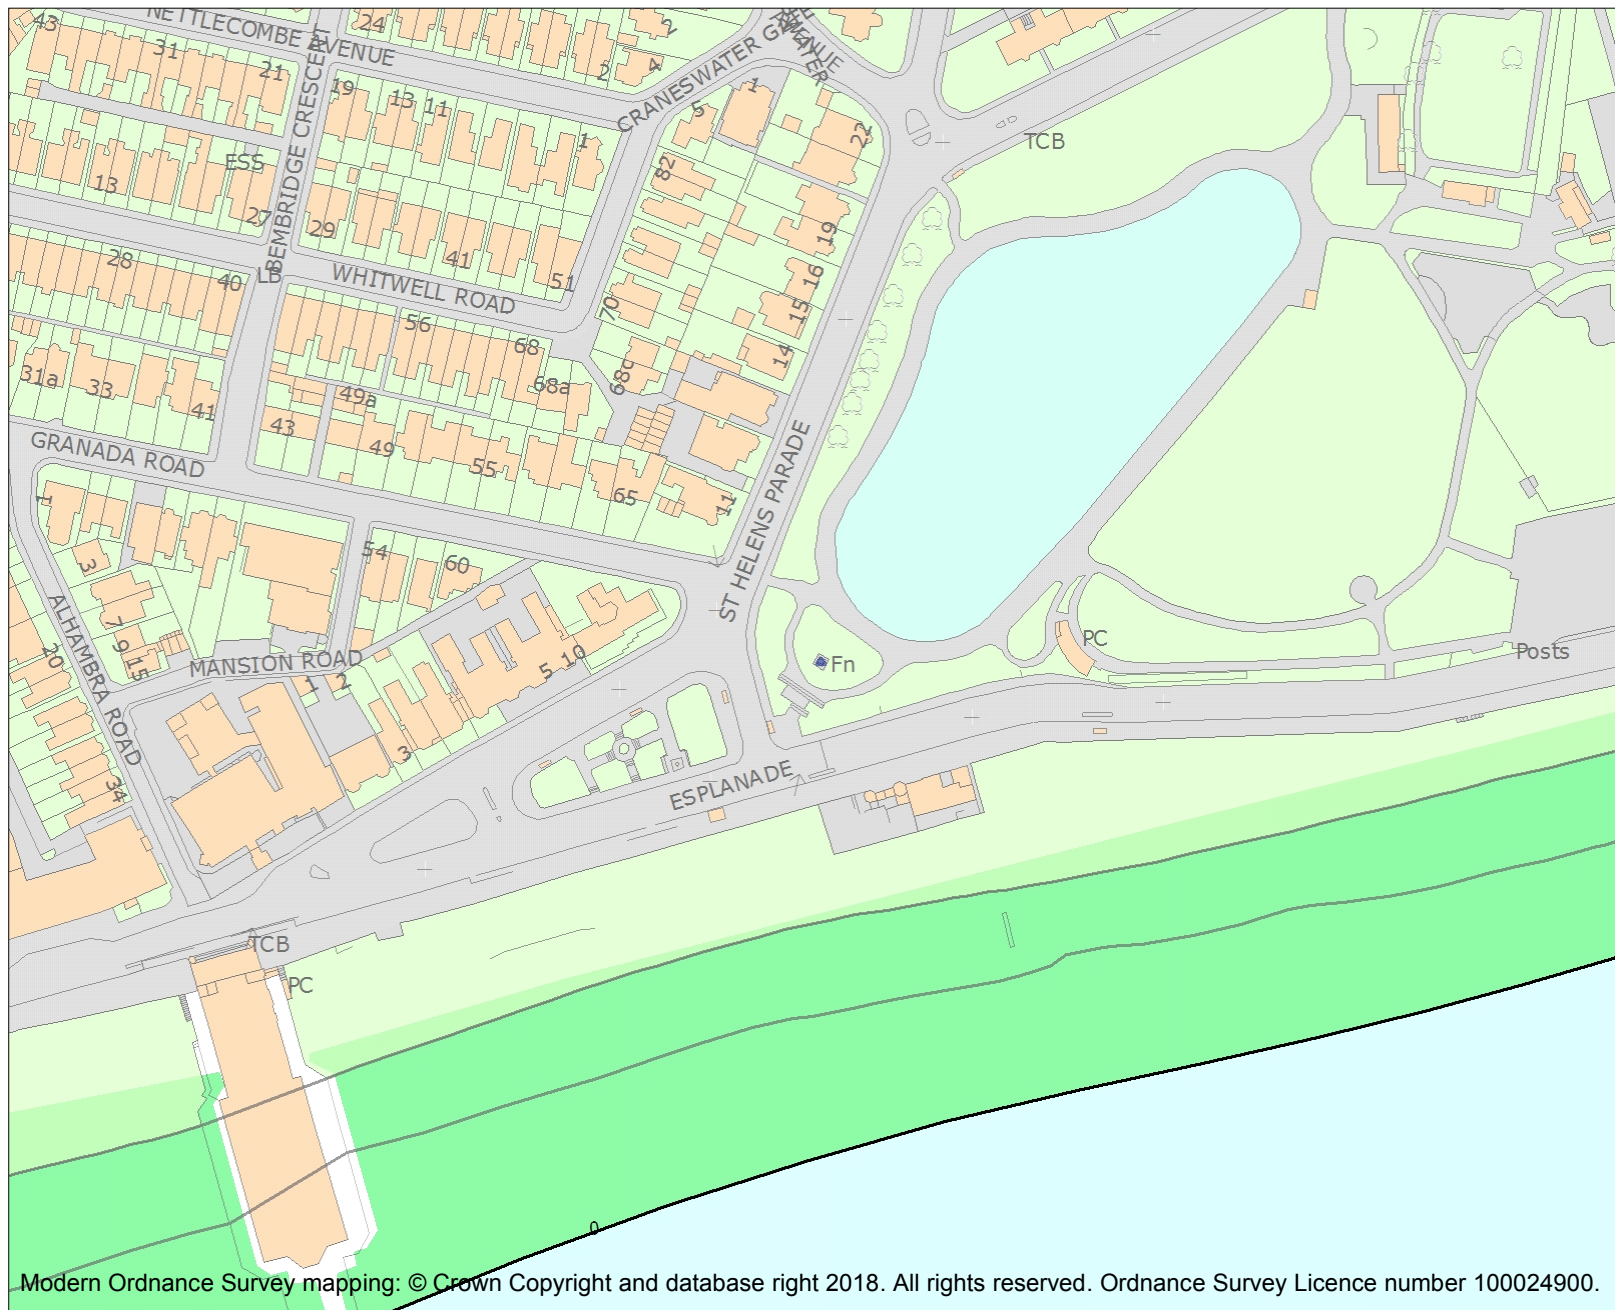 43
NETTLECOMBE AVENUE
24
2
31
21
2
4
CRANESWATER GATE
AVENUE
WATER
19
13
11
1
5
1
22
TCB
ESS
BEMBRIDGE CRESCENT
13
27
29
41
51
82
19
28
40
LB
WHITWELL ROAD
70
16
15
56
68
14
31a
33
41
68a
68c
49a
43
49
55
65
11
GRANADA ROAD
ST HELENS PARADE
1
54
60
3
ALHAMBRA ROAD
7
9
15
20
MANSION ROAD
1
2
5
10
3
34
Fn
PC
Posts
ESPLANADE
TCB
PC
0
Modern Ordnance Survey mapping: © Crown Copyright and database right 2018. All rights reserved. Ordnance Survey Licence number 100024900.